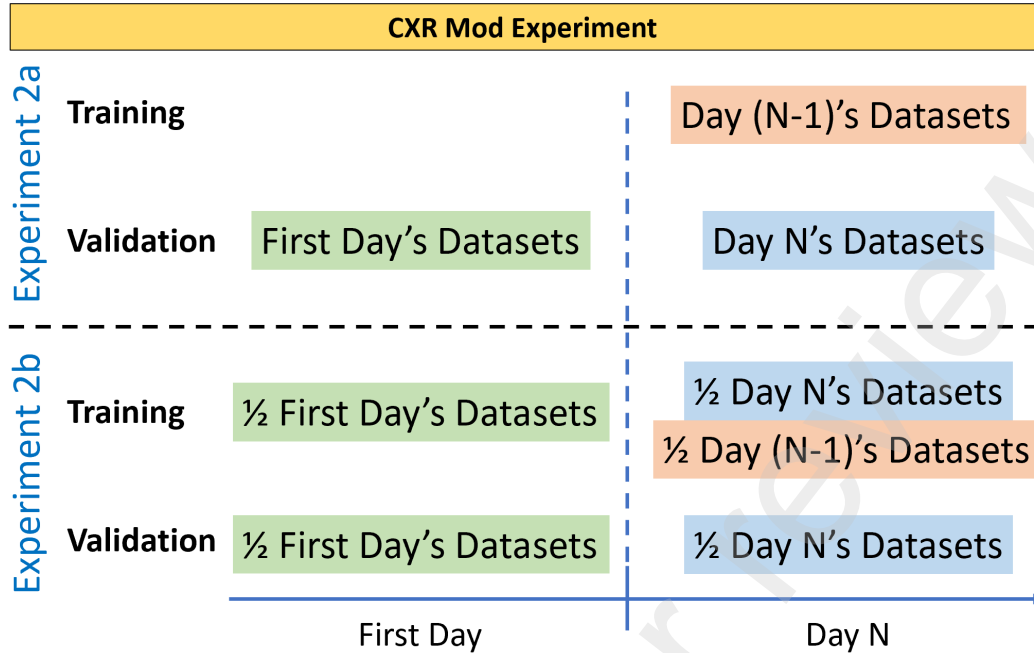 CXR Mod Experiment
Experiment 2a
Training
Day (N-1)'s Datasets
Validation
First Day's Datasets
Day N's Datasets
Experiment 2b
Training
½ First Day's Datasets
½ Day N's Datasets
½ Day (N-1)'s Datasets
Validation
½ First Day's Datasets
½ Day N's Datasets
First Day
Day N
r review